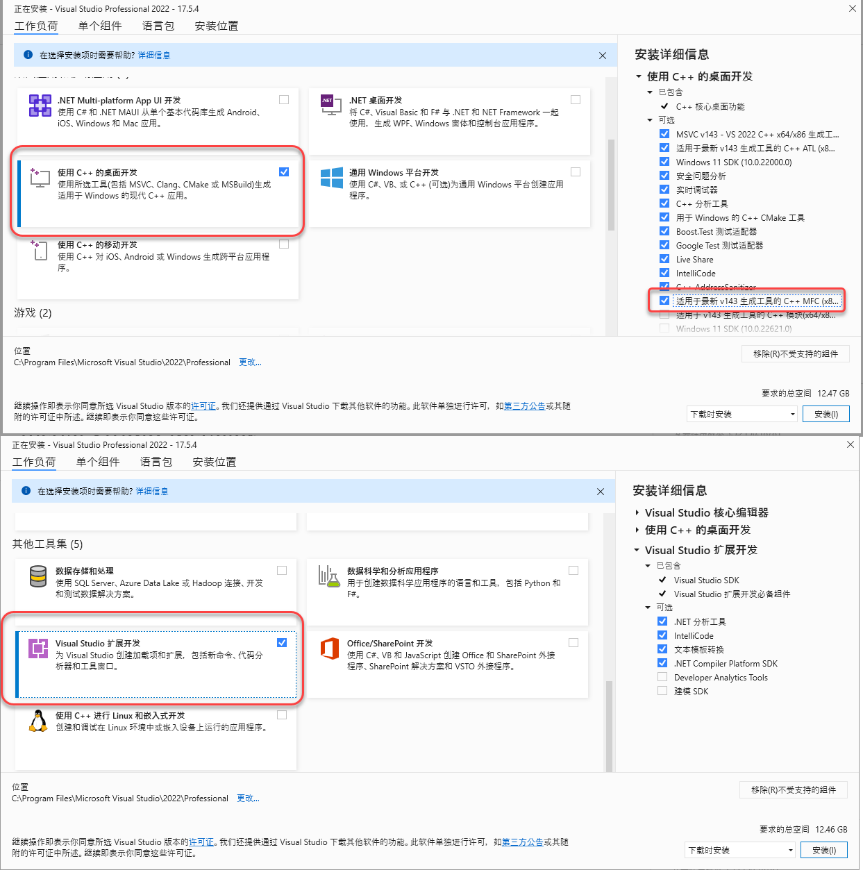 正在安装 - Visual Studio Professional 2022 - 17.5.4
工作负荷 单个组件 语言包 安装位置
在选择安装项时需要帮助? 详细信息
.NET Multi-platform App UI 开发
使用 C# 和 .NET MAUI 从单个基本代码库生成 Android、
iOS、Windows 和 Mac 应用。
.NET 桌面开发
将 C#、Visual Basic 和 F# 与 .NET 和 .NET Framework 一起
使用，生成 WPF、Windows 窗体和控制台应用程序。
使用 C++ 的桌面开发
使用所选工具(包括 MSVC、Clang、CMake 或 MSBuild)生成
适用于 Windows 的现代 C++ 应用。
通用 Windows 平台开发
使用 C#、VB、或 C++ (可选)为通用 Windows 平台创建应用
程序。
使用 C++ 的移动开发
使用 C++ 对 iOS、Android 或 Windows 生成跨平台应用程
序。
游戏 (2)
安装详细信息
使用 C++ 的桌面开发
已包含
C++ 核心桌面功能
可选
MSVC v143 - VS 2022 C++ x64/x86 生成工...
适用于最新 v143 生成工具的 C++ ATL (x8...
Windows 11 SDK (10.0.22000.0)
安全问题分析
实时调试器
C++ 分析工具
用于 Windows 的 C++ CMake 工具
Boost.Test 测试适配器
Google Test 测试适配器
Live Share
IntelliCode
C++ AddressSanitizer
适用于最新 v143 生成工具的 C++ MFC (x8...
适用于 v143 生成工具的 C++ 模块(x64/x8...
Windows 11 SDK (10.0.22621.0)
位置
C:\Program Files\Microsoft Visual Studio\2022\Professional 更改...
移除(R)不受支持的组件
要求的总空间 12.47 GB
继续操作即表示你同意所选 Visual Studio 版本的许可证。我们还提供通过 Visual Studio 下载其他软件的功能。此软件单独进行许可，如第三方公告或其随
附的许可证中所述。继续即表示你同意这些许可证。
下载时安装 安装(I)
正在安装 - Visual Studio Professional 2022 - 17.5.4
工作负荷 单个组件 语言包 安装位置
在选择安装项时需要帮助? 详细信息
其他工具集 (5)
数据存储和处理
使用 SQL Server、Azure Data Lake 或 Hadoop 连接、开发
和测试数据解决方案。
数据科学和分析应用程序
用于创建数据科学应用程序的语言和工具，包括 Python 和
F#。
Visual Studio 扩展开发
为 Visual Studio 创建加载项和扩展，包括新命令、代码分
析器和工具窗口。
Office/SharePoint 开发
使用 C#、VB 和 JavaScript 创建 Office 和 SharePoint 外接
程序、SharePoint 解决方案和 VSTO 外接程序。
使用 C++ 进行 Linux 和嵌入式开发
创建和调试在 Linux 环境中或嵌入设备上运行的应用程序。
安装详细信息
Visual Studio 核心编辑器
使用 C++ 的桌面开发
Visual Studio 扩展开发
已包含
Visual Studio SDK
Visual Studio 扩展开发必备组件
可选
.NET 分析工具
IntelliCode
文本模板转换
.NET Compiler Platform SDK
Developer Analytics Tools
建模 SDK
位置
C:\Program Files\Microsoft Visual Studio\2022\Professional 更改...
移除(R)不受支持的组件
要求的总空间 12.46 GB
继续操作即表示你同意所选 Visual Studio 版本的许可证。我们还提供通过 Visual Studio 下载其他软件的功能。此软件单独进行许可，如第三方公告或其随
附的许可证中所述。继续即表示你同意这些许可证。
下载时安装 安装(I)